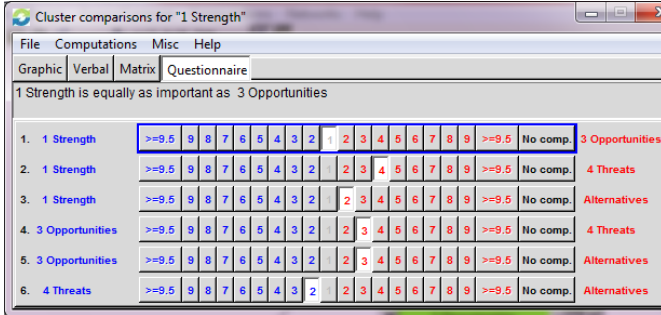 Cluster comparisons for "1 Strength"
File Computations Misc Help
Graphic Verbal Matrix Questionnaire
1 Strength is equally as important as 3 Opportunities
1. 1 Strength >=9.5 9 8 7 6 5 4 3 2 1 2 3 4 5 6 7 8 9 >=9.5 No comp. 3 Opportunities
2. 1 Strength >=9.5 9 8 7 6 5 4 3 2 1 2 3 4 5 6 7 8 9 >=9.5 No comp. 4 Threats
3. 1 Strength >=9.5 9 8 7 6 5 4 3 2 1 2 3 4 5 6 7 8 9 >=9.5 No comp. Alternatives
4. 3 Opportunities >=9.5 9 8 7 6 5 4 3 2 1 2 3 4 5 6 7 8 9 >=9.5 No comp. 4 Threats
5. 3 Opportunities >=9.5 9 8 7 6 5 4 3 2 1 2 3 4 5 6 7 8 9 >=9.5 No comp. Alternatives
6. 4 Threats >=9.5 9 8 7 6 5 4 3 2 1 2 3 4 5 6 7 8 9 >=9.5 No comp. Alternatives